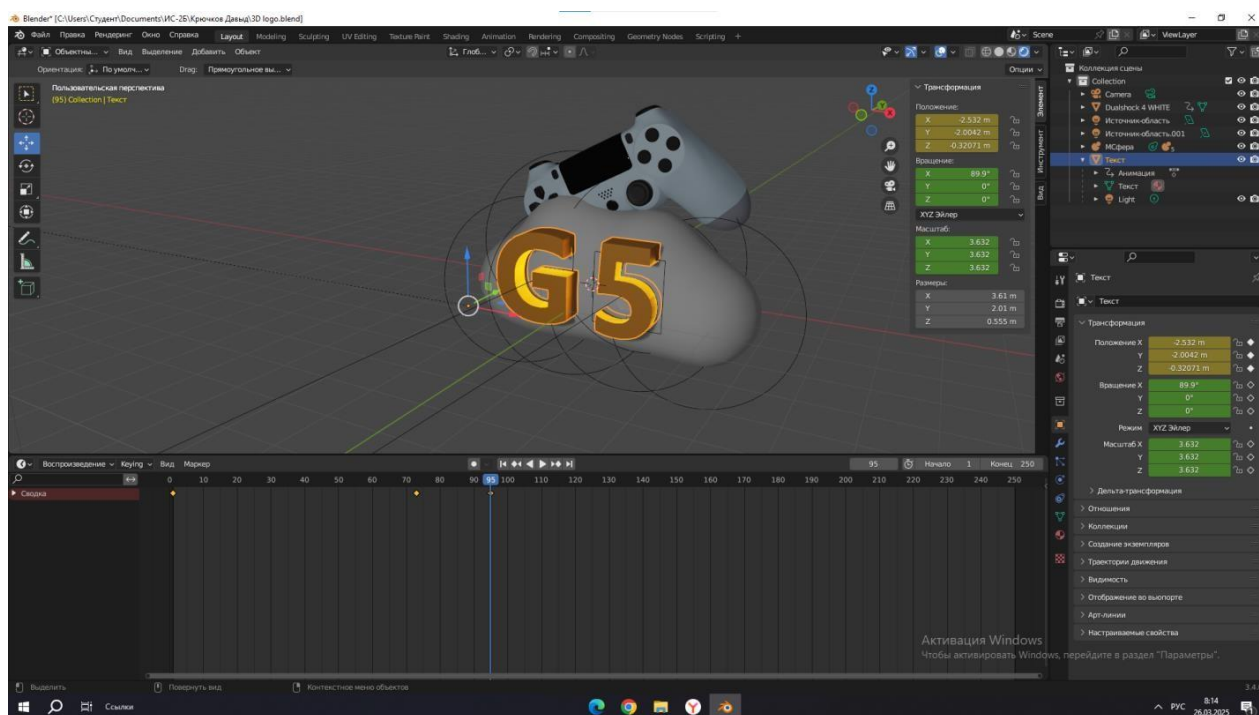 Blender* [C:\Users\Студент\Documents\ИС-2Б\Крючков Давыд\3D logo.blend]
Файл Правка Рендеринг Окно Справка Layout Modeling Sculpting UV Editing Texture Paint Shading Animation Rendering Compositing Geometry Nodes Scripting + Scene ViewLayer
Объектны... Вид Выделение Добавить Объект Глоб...
Ориентация: По умолч... Drag: Прямоугольное вы... Опции
Пользовательская перспектива
(95) Collection | Текст
G5
X
Y
Z
Трансформация
Положение:
X -2.532 m
Y -2.0042 m
Z -0.32071 m
Вращение:
X 89.9°
Y 0°
Z 0°
XYZ Эйлер
Масштаб:
X 3.632
Y 3.632
Z 3.632
Размеры:
X 3.61 m
Y 2.01 m
Z 0.555 m
Элемент
Инструмент
Вид
Коллекция сцены
Collection
Camera
Dualshock 4 WHITE
Источник-область
Источник-область.001
МСфера 5
Текст
Анимация
Текст
Light
Текст
Текст
Трансформация
Положение X -2.532 m
Y -2.0042 m
Z -0.32071 m
Вращение X 89.9°
Y 0°
Z 0°
Режим XYZ Эйлер
Масштаб X 3.632
Y 3.632
Z 3.632
Дельта-трансформация
Отношения
Коллекции
Создание экземпляров
Траектории движения
Видимость
Отображение во вьюпорте
Арт-линии
Настраиваемые свойства
Воспроизведение Keying Вид Маркер 95 Начало 1 Конец 250
0 10 20 30 40 50 60 70 80 90 95 100 110 120 130 140 150 160 170 180 190 200 210 220 230 240 250
Сводка
Активация Windows
Чтобы активировать Windows, перейдите в раздел "Параметры".
Выделить Повернуть вид Контекстное меню объектов 3.4.
Ссылки РУС 8:14
26.03.2025